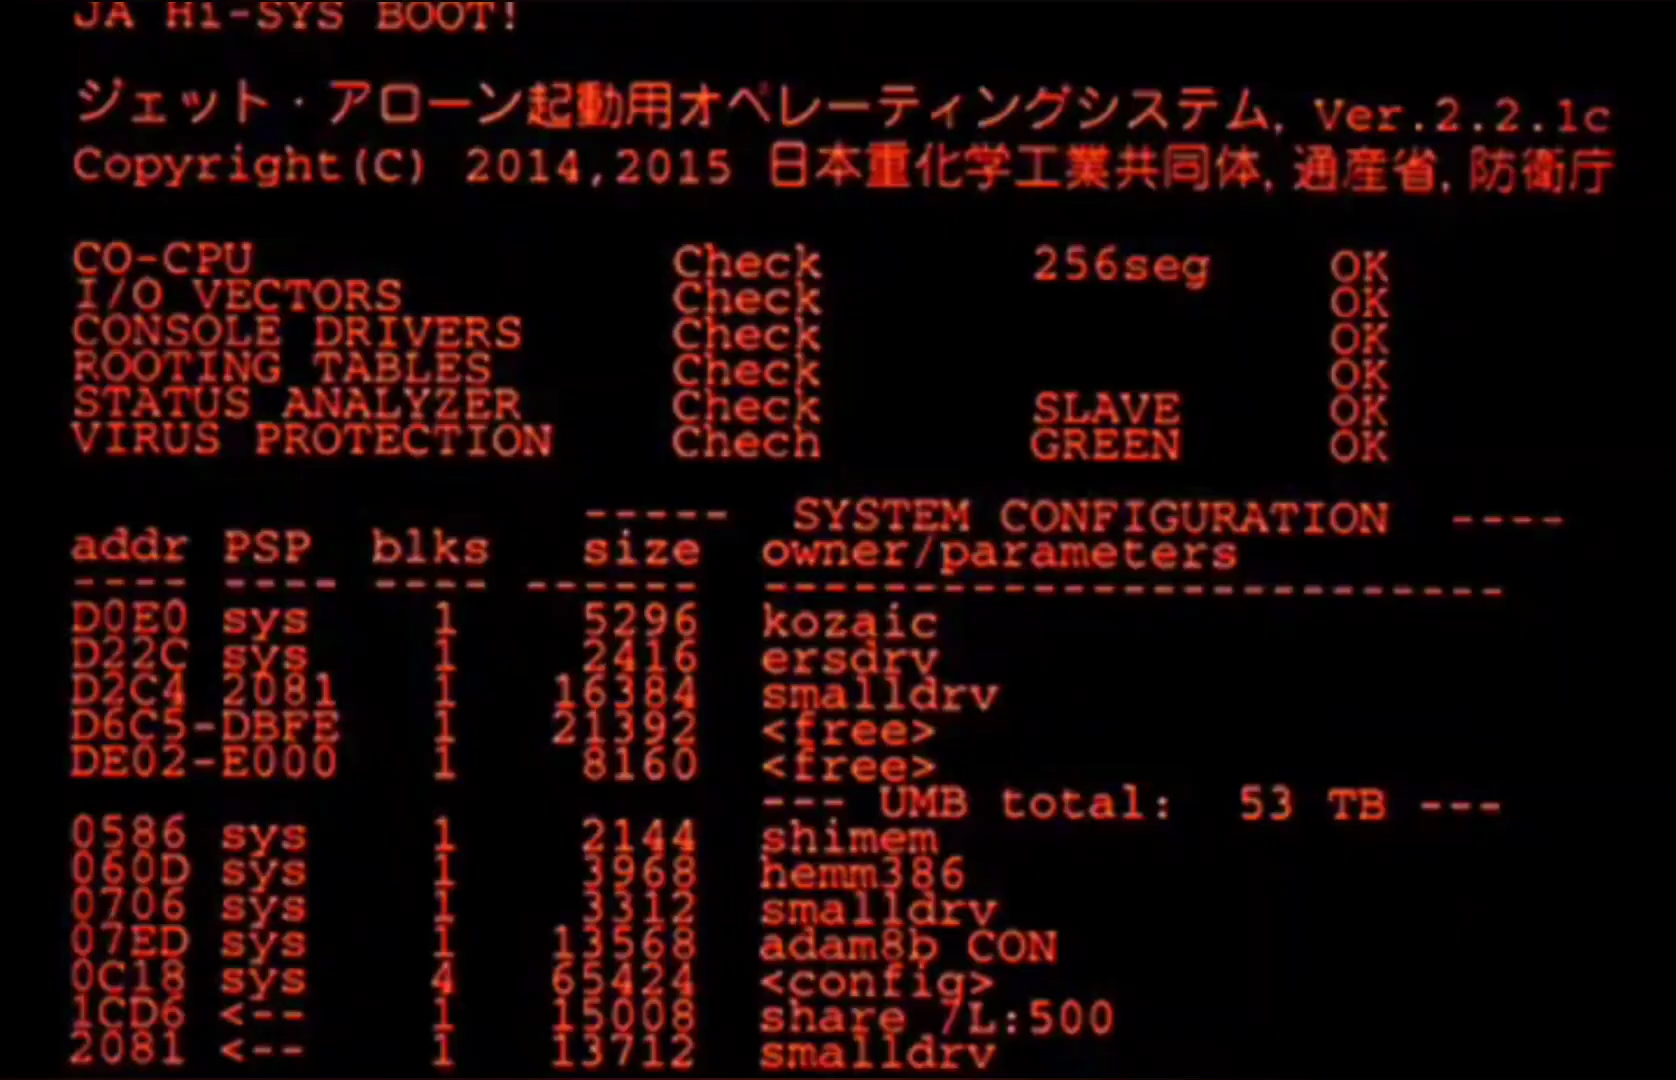 JA Hi-SYS BOOT!
ジェット・アローン起動用オペレーティングシステム, Ver.2.2.1c
Copyright(C) 2014,2015 日本重化学工業共同体, 通産省, 防衛庁
CO-CPU Check 256seg OK
I/O VECTORS Check OK
CONSOLE DRIVERS Check OK
ROOTING TABLES Check OK
STATUS ANALYZER Check SLAVE OK
VIRUS PROTECTION Chech GREEN OK
----- SYSTEM CONFIGURATION ----
addr PSP blks size owner/parameters
---- ---- ---- ------ -------------------------
D0E0 sys 1 5296 kozaic
D22C sys 1 2416 ersdrv
D2C4 2081 1 16384 smalldrv
D6C5-DBFE 1 21392 <free>
DE02-E000 1 8160 <free>
--- UMB total: 53 TB ---
0586 sys 1 2144 shimem
060D sys 1 3968 hemm386
0706 sys 1 3312 smalldrv
07ED sys 1 13568 adam8b CON
0C18 sys 4 65424 <config>
1CD6 <-- 1 15008 share 7L:500
2081 <-- 1 13712 smalldrv